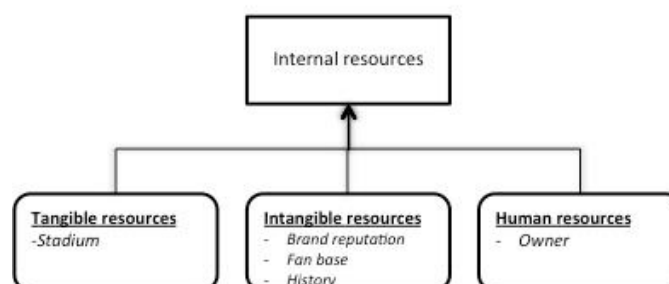 Internal resources
Tangible resources
-Stadium
Intangible resources
- Brand reputation
- Fan base
- History
Human resources
- Owner